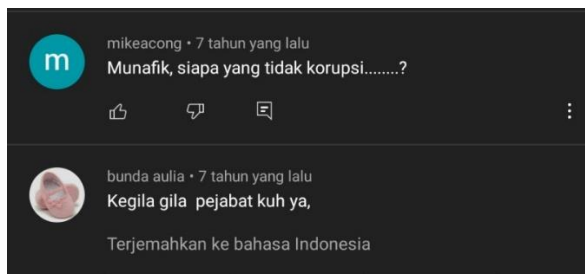 m
mikeacong • 7 tahun yang lalu
Munafik, siapa yang tidak korupsi........?
bunda aulia • 7 tahun yang lalu
Kegila gila  pejabat kuh ya,
Terjemahkan ke bahasa Indonesia